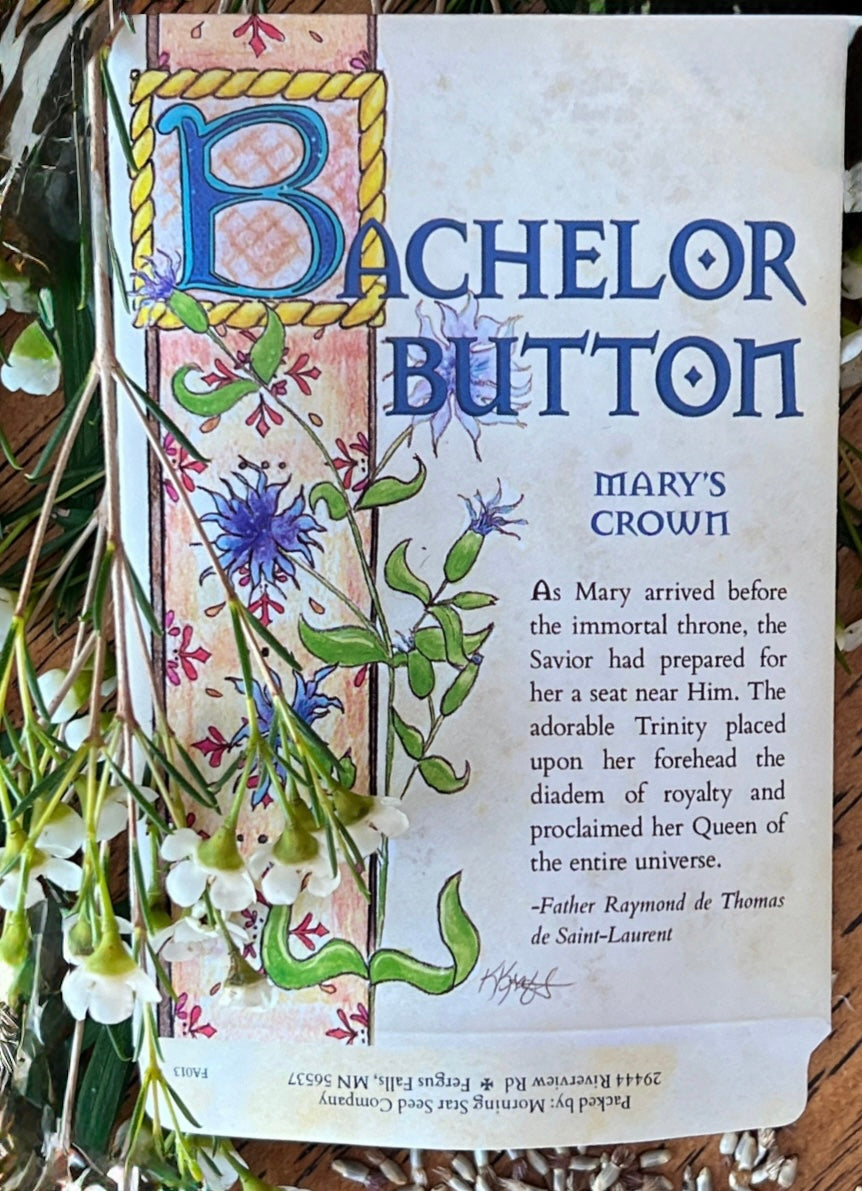 BACHELOR
BUTTON
MARY'S
CROWN
As Mary arrived before
the immortal throne, the
Savior had prepared for
her a seat near Him. The
adorable Trinity placed
upon her forehead the
diadem of royalty and
proclaimed her Queen of
the entire universe.
-Father Raymond de Thomas
de Saint-Laurent
Packed by: Morning Star Seed Company
29444 Riverview Rd ✠ Fergus Falls, MN 56537
FA013